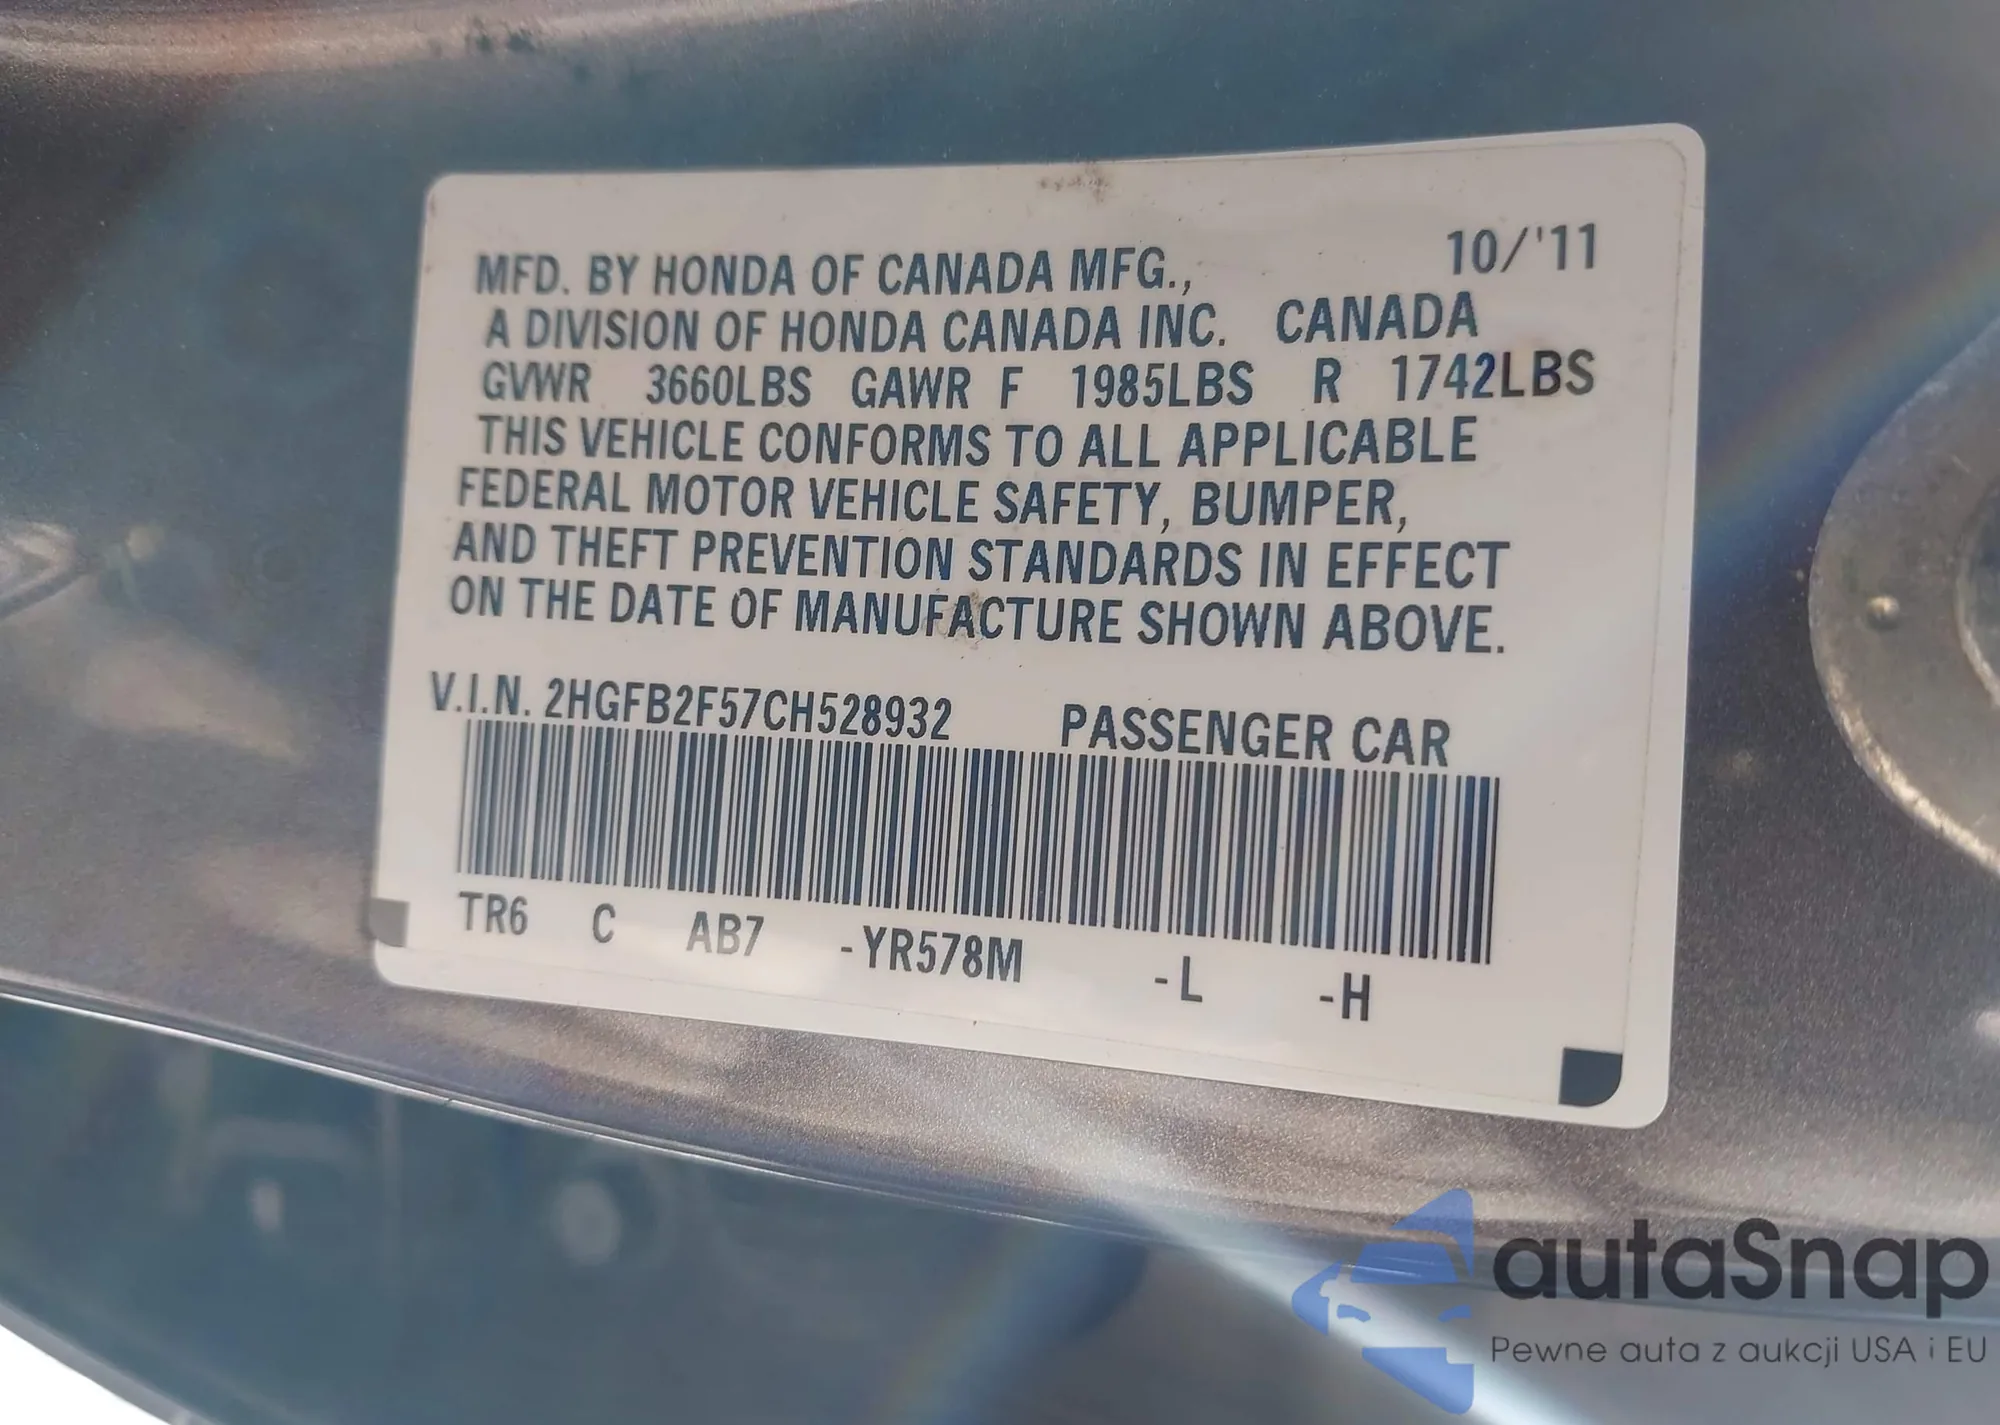 10/'11
MFD. BY HONDA OF CANADA MFG.,
A DIVISION OF HONDA CANADA INC. CANADA
GVWR 3660LBS GAWR F 1985LBS R 1742LBS
THIS VEHICLE CONFORMS TO ALL APPLICABLE
FEDERAL MOTOR VEHICLE SAFETY, BUMPER,
AND THEFT PREVENTION STANDARDS IN EFFECT
ON THE DATE OF MANUFACTURE SHOWN ABOVE.
V.I.N. 2HGFB2F57CH528932 PASSENGER CAR
TR6 C AB7 -YR578M -L -H
autaSnap
Pewne auta z aukcji USA i EU